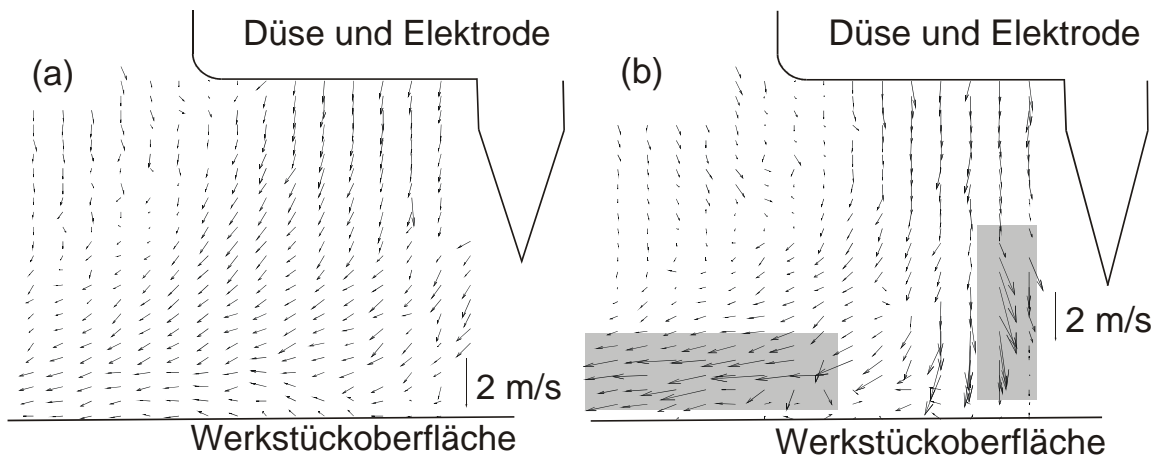 Düse und Elektrode
(a)
2 m/s
Werkstückoberfläche
Düse und Elektrode
(b)
2 m/s
Werkstückoberfläche